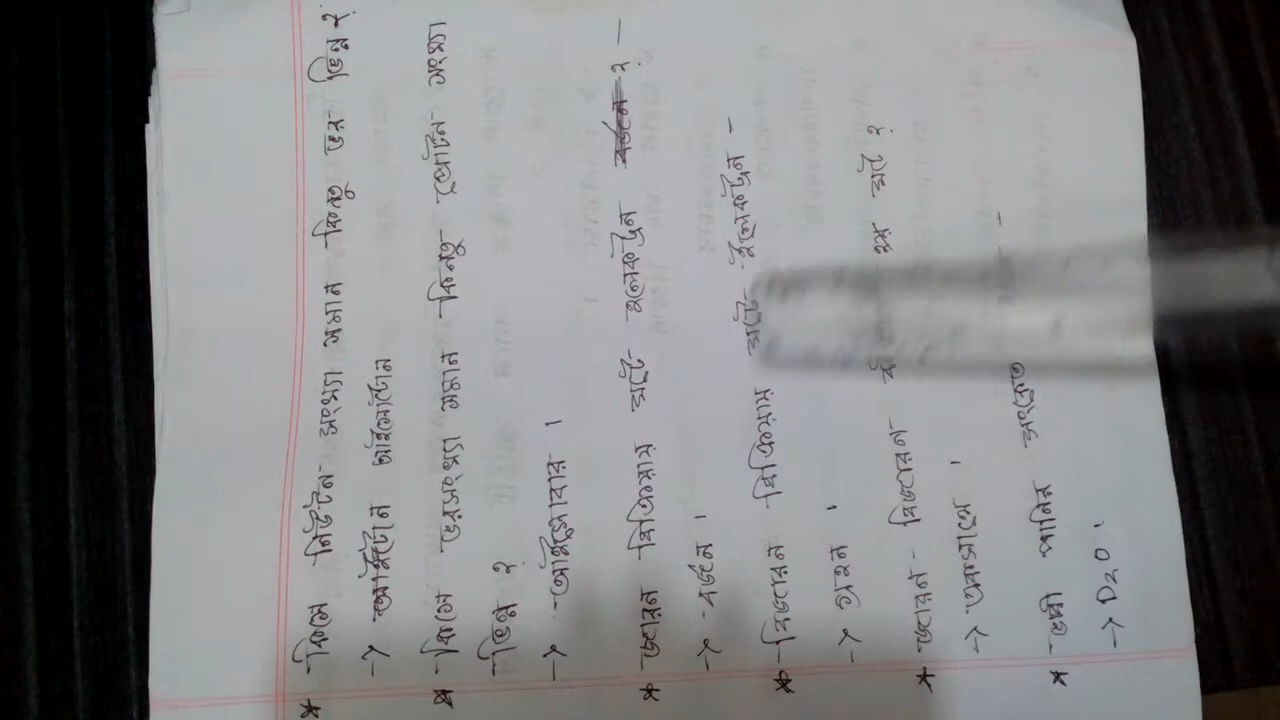 * কিসে নিউট্রন সংখ্যা সমান কিন্তু ভর ভিন্ন ?
→ আইসোটোন
* কিসে ভরসংখ্যা সমান কিন্তু প্রোটন সংখ্যা
ভিন্ন ?
→ আইসোবার ।
* জারন বিক্রিয়ায় ঘটে ইলেকট্রন —
→ বর্জন ।
* বিজারন বিক্রিয়ায় ঘটে ইলেকট্রন –
→ গ্রহন ।
* জারন - বিজারন ঘটে ?
→ একসাথে ।
* ভারী পানির সংকেত
→ D₂O ।